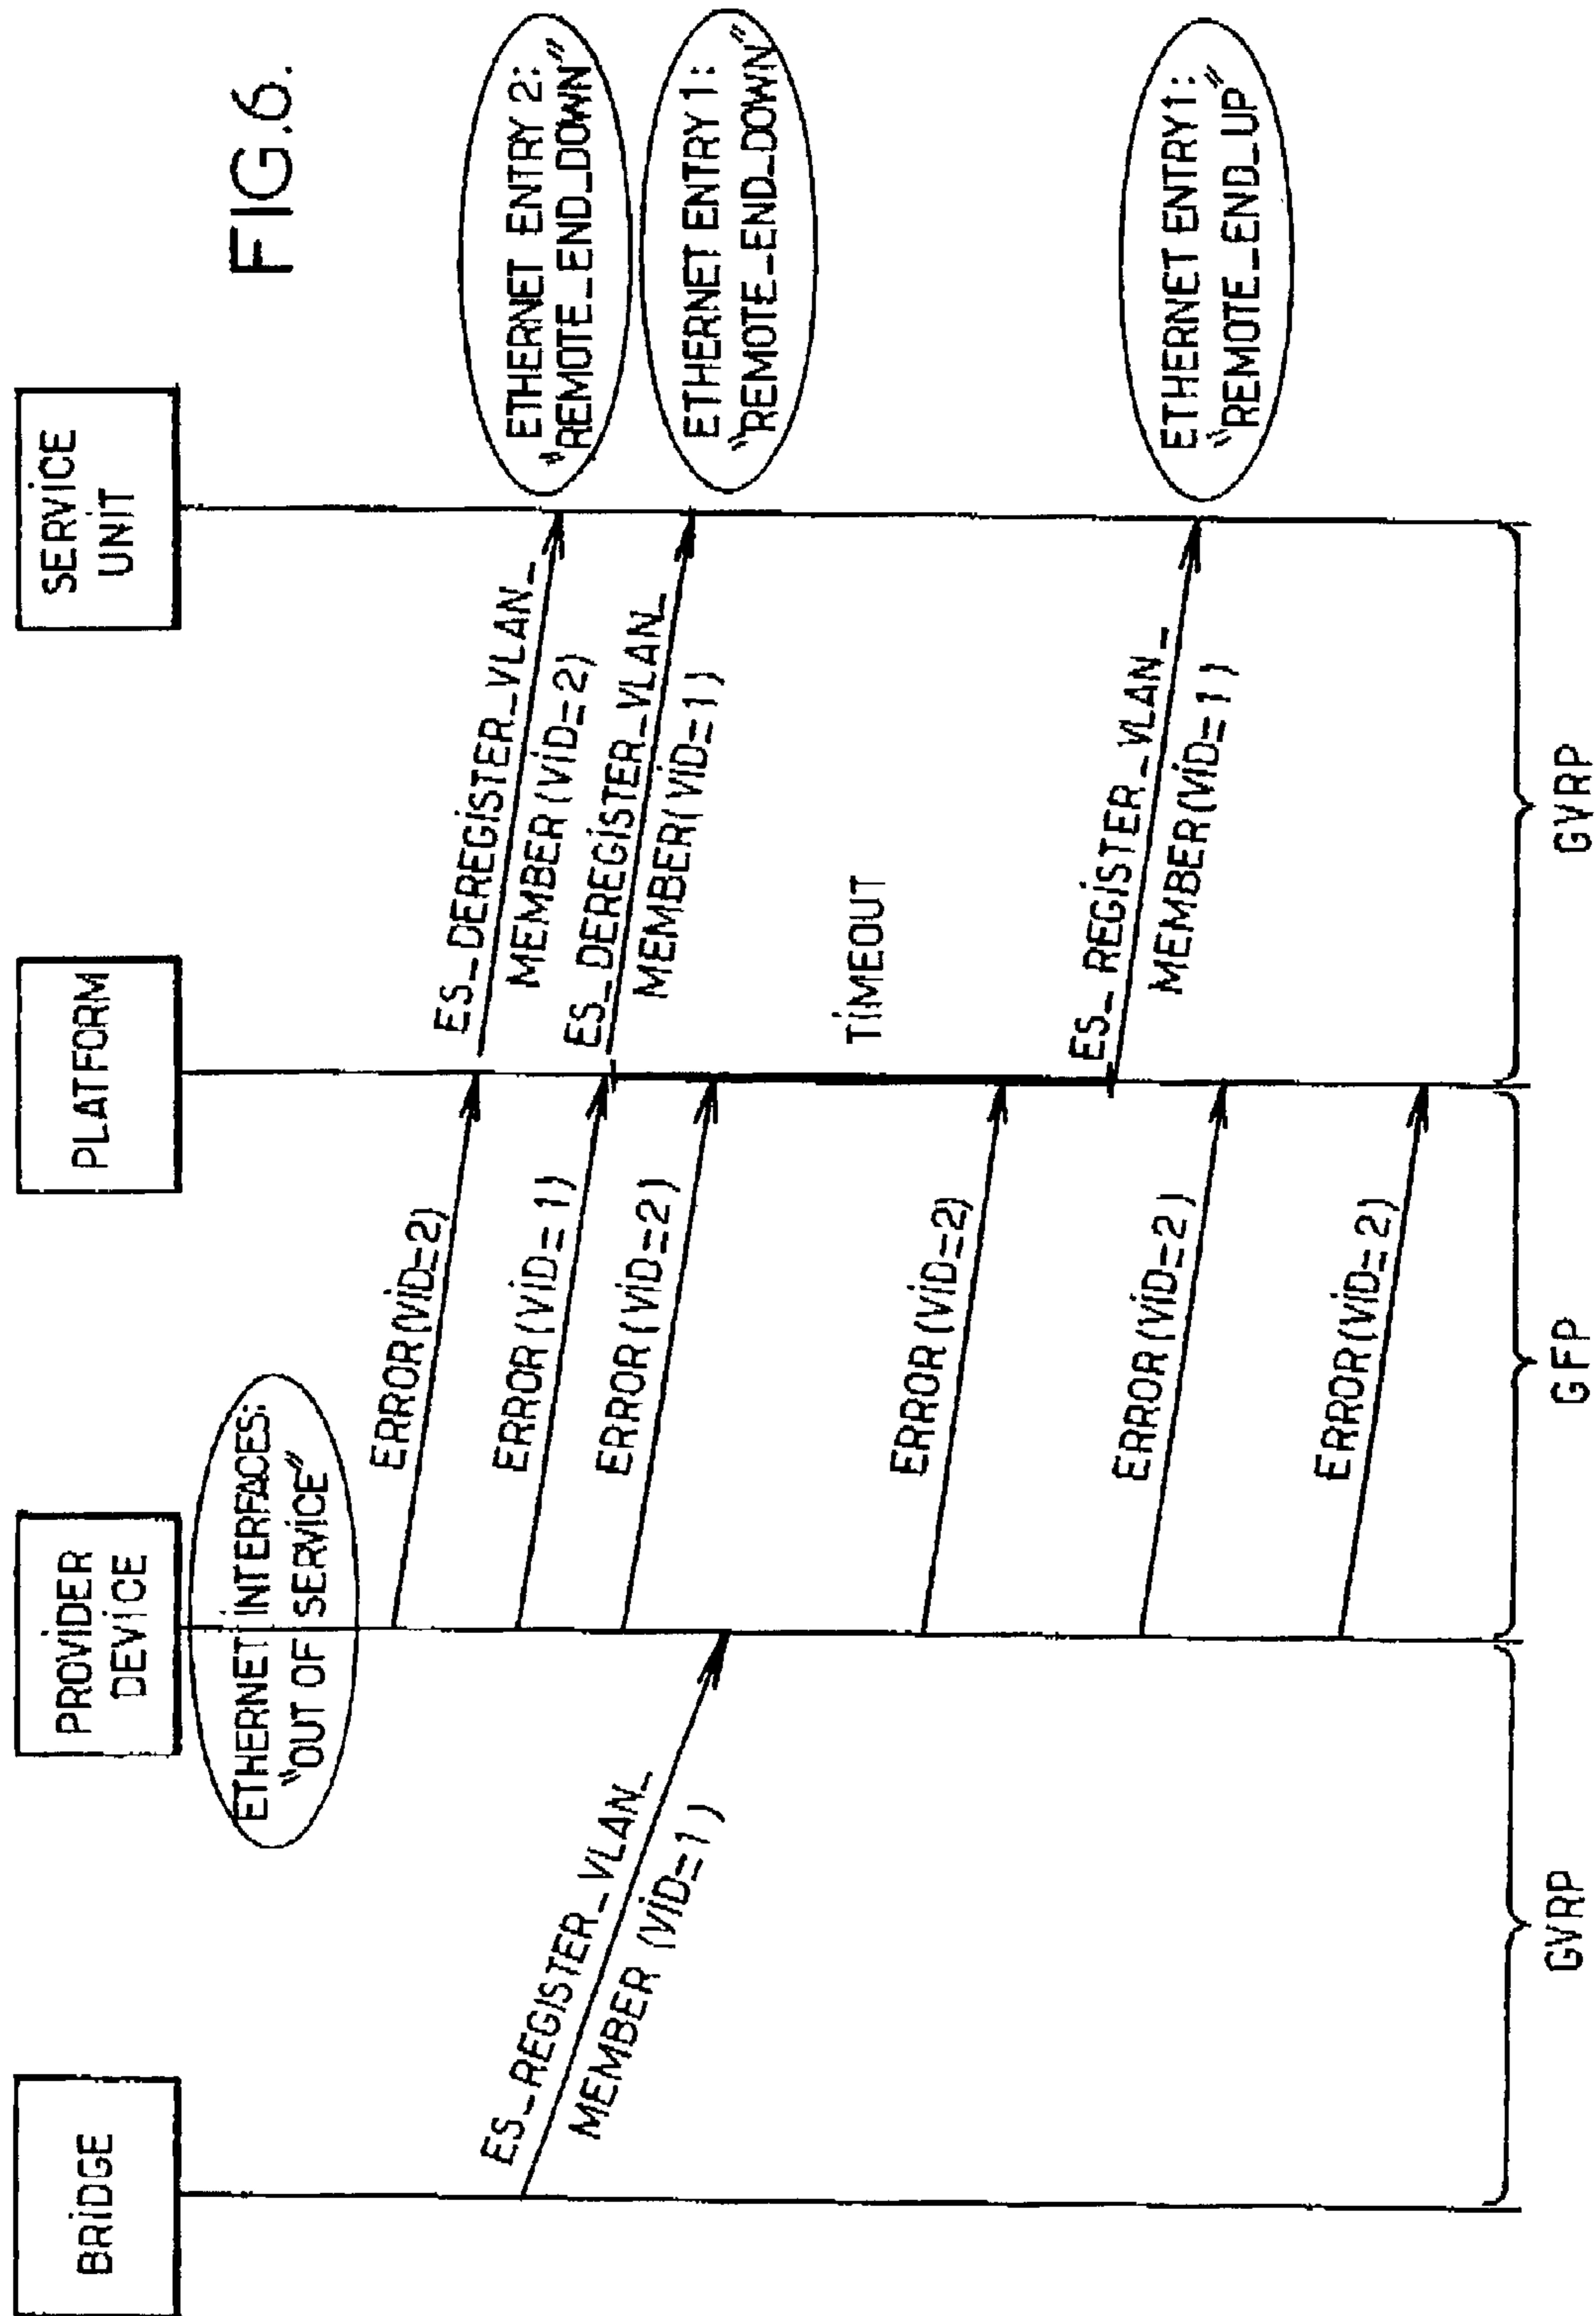 FIG.6.
BRIDGE
PROVIDER
DEVICE
PLATFORM
SERVICE
UNIT
ETHERNET INTERFACES:
"OUT OF SERVICE"
ERROR(VID=2)
ES_DEREGISTER_VLAN_
MEMBER(VID=2)
ETHERNET ENTRY 2:
"REMOTE_END_DOWN"
ES_REGISTER_VLAN_
MEMBER (VID=1)
ERROR(VID=1)
ES_DEREGISTER_VLAN_
MEMBER(VID=1)
ETHERNET ENTRY 1:
"REMOTE_END_DOWN"
ERROR(VID=2)
TIMEOUT
ERROR(VID=2)
ES_REGISTER_VLAN_
MEMBER(VID=1)
ETHERNET ENTRY1:
"REMOTE_END_UP"
ERROR(VID=2)
ERROR(VID=2)
GVRP
GFP
GVRP